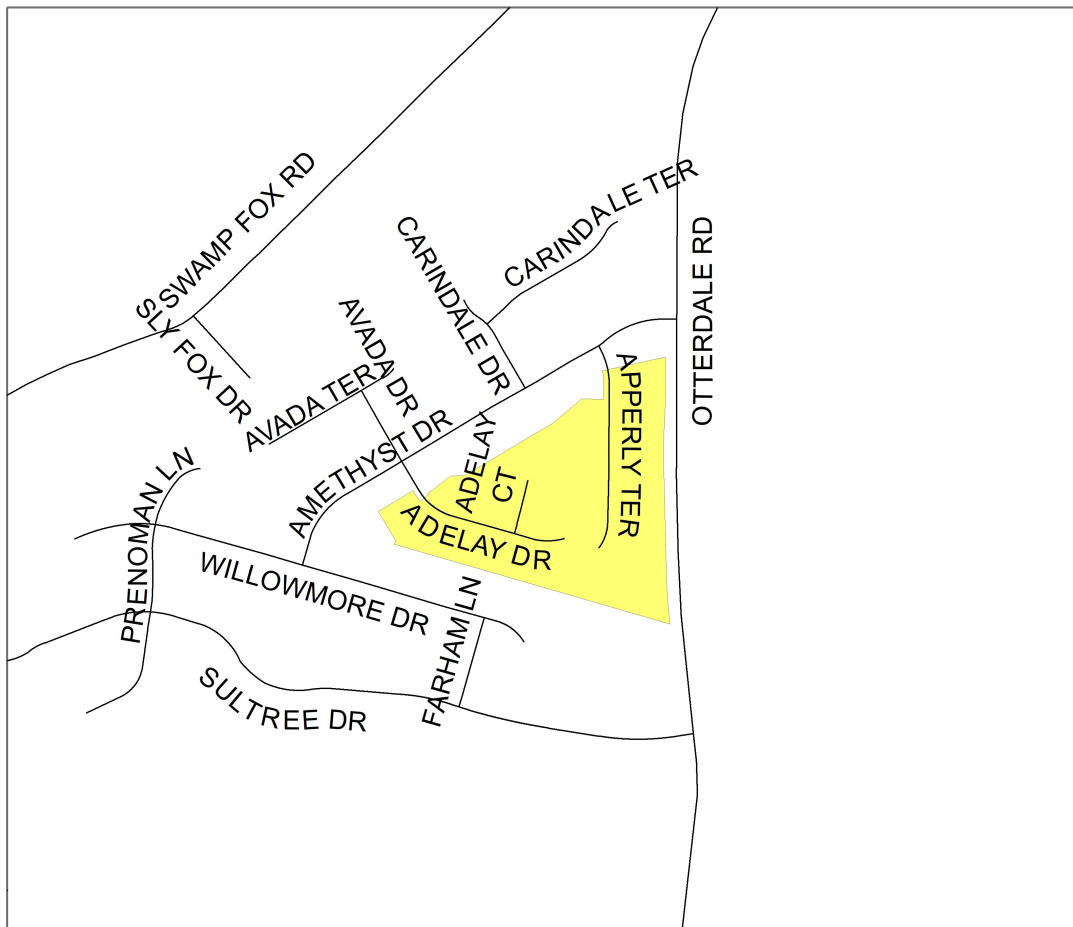 SWAMP FOX RD
SLY FOX DR
CARINDALE TER
CARINDALE DR
OTTERDALE RD
AVADA DR
AVADA TER
AMETHYST DR
APPERLY TER
ADELAY
CT
ADELAY DR
PRENOMAN LN
WILLOWMORE DR
FARHAM LN
SULTREE DR